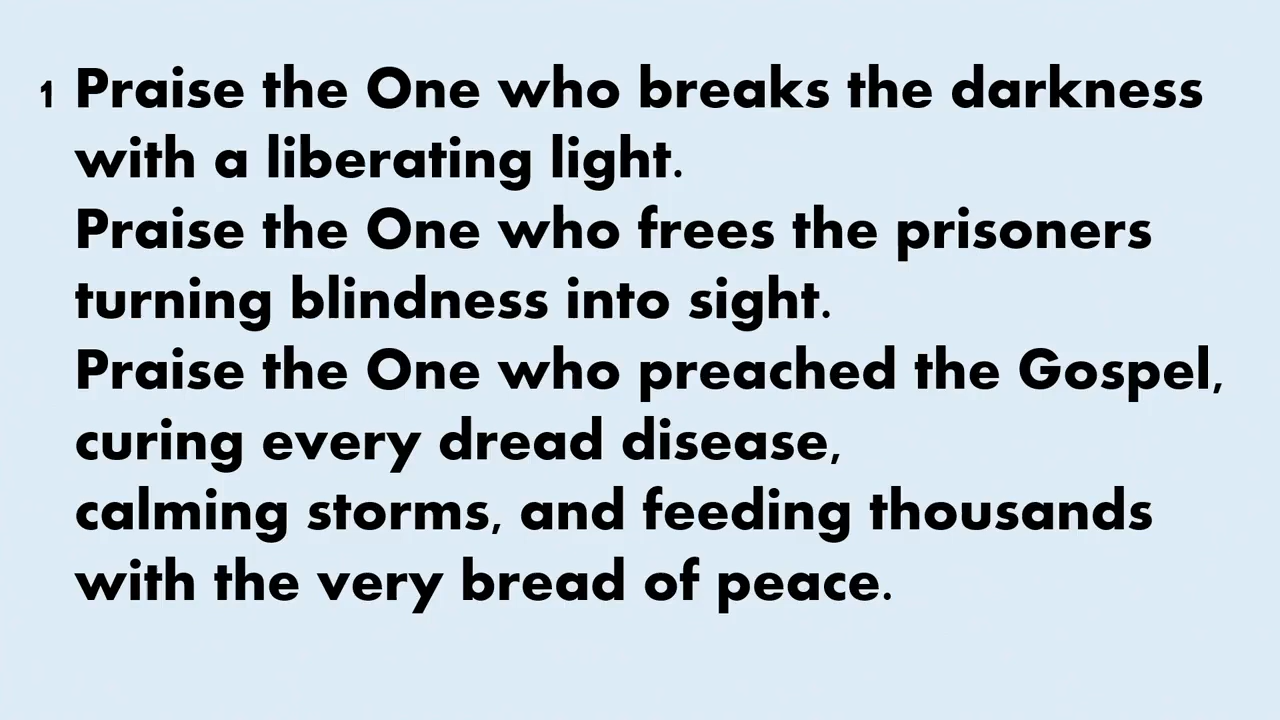 1 Praise the One who breaks the darkness
with a liberating light.
Praise the One who frees the prisoners
turning blindness into sight.
Praise the One who preached the Gospel,
curing every dread disease,
calming storms, and feeding thousands
with the very bread of peace.